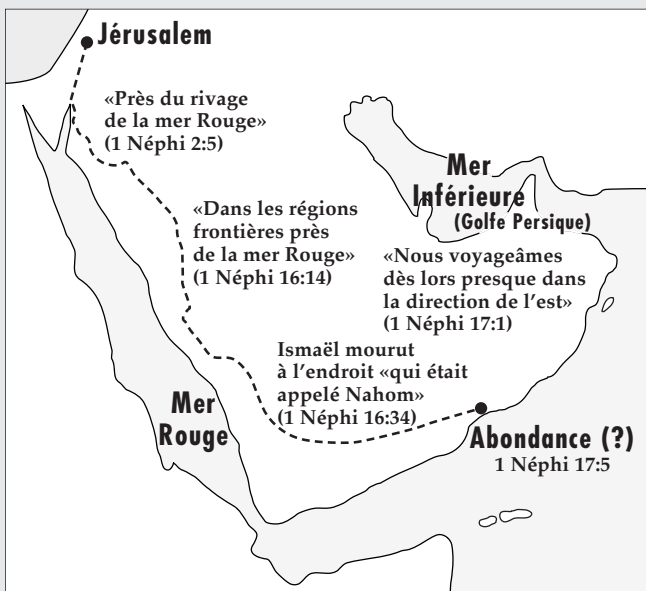 Jérusalem
«Près du rivage
de la mer Rouge»
(1 Néphi 2:5)
Mer
Inférieure
(Golfe Persique)
«Dans les régions
frontières près
de la mer Rouge»
(1 Néphi 16:14)
«Nous voyageâmes
dès lors presque dans
la direction de l’est»
(1 Néphi 17:1)
Ismaël mourut
à l’endroit «qui était
appelé Nahom»
(1 Néphi 16:34)
Mer
Rouge
Abondance (?)
1 Néphi 17:5